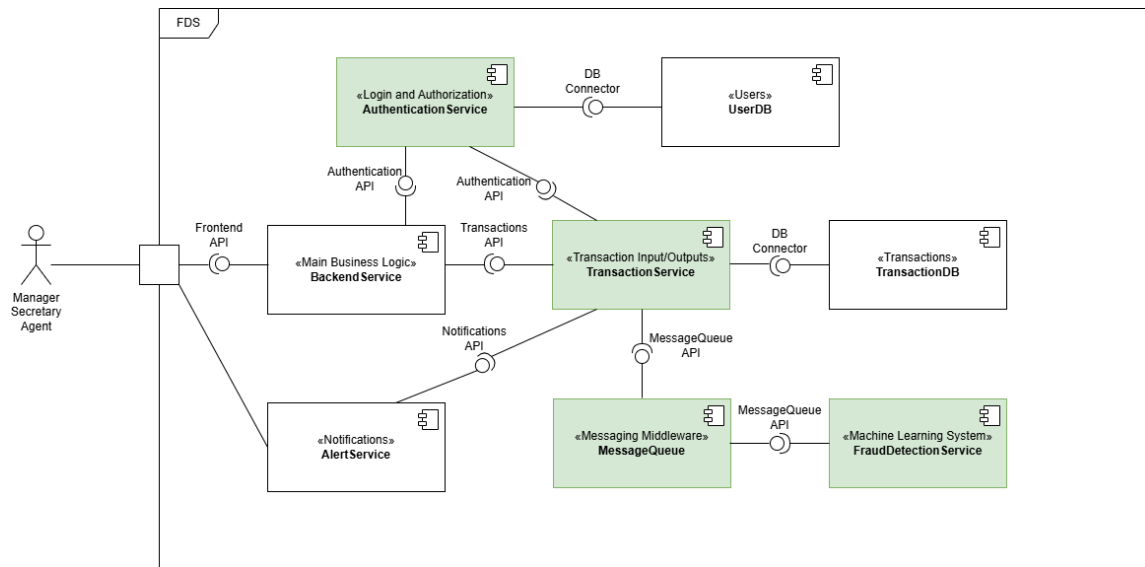 FDS
«Login and Authorization»
AuthenticationService
DB
Connector
«Users»
UserDB
Authentication
API
Authentication
API
Manager
Secretary
Agent
Frontend
API
«Main Business Logic»
BackendService
Transactions
API
«Transaction Input/Outputs»
TransactionService
DB
Connector
«Transactions»
TransactionDB
Notifications
API
MessageQueue
API
«Notifications»
AlertService
«Messaging Middleware»
MessageQueue
MessageQueue
API
«Machine Learning System»
FraudDetectionService